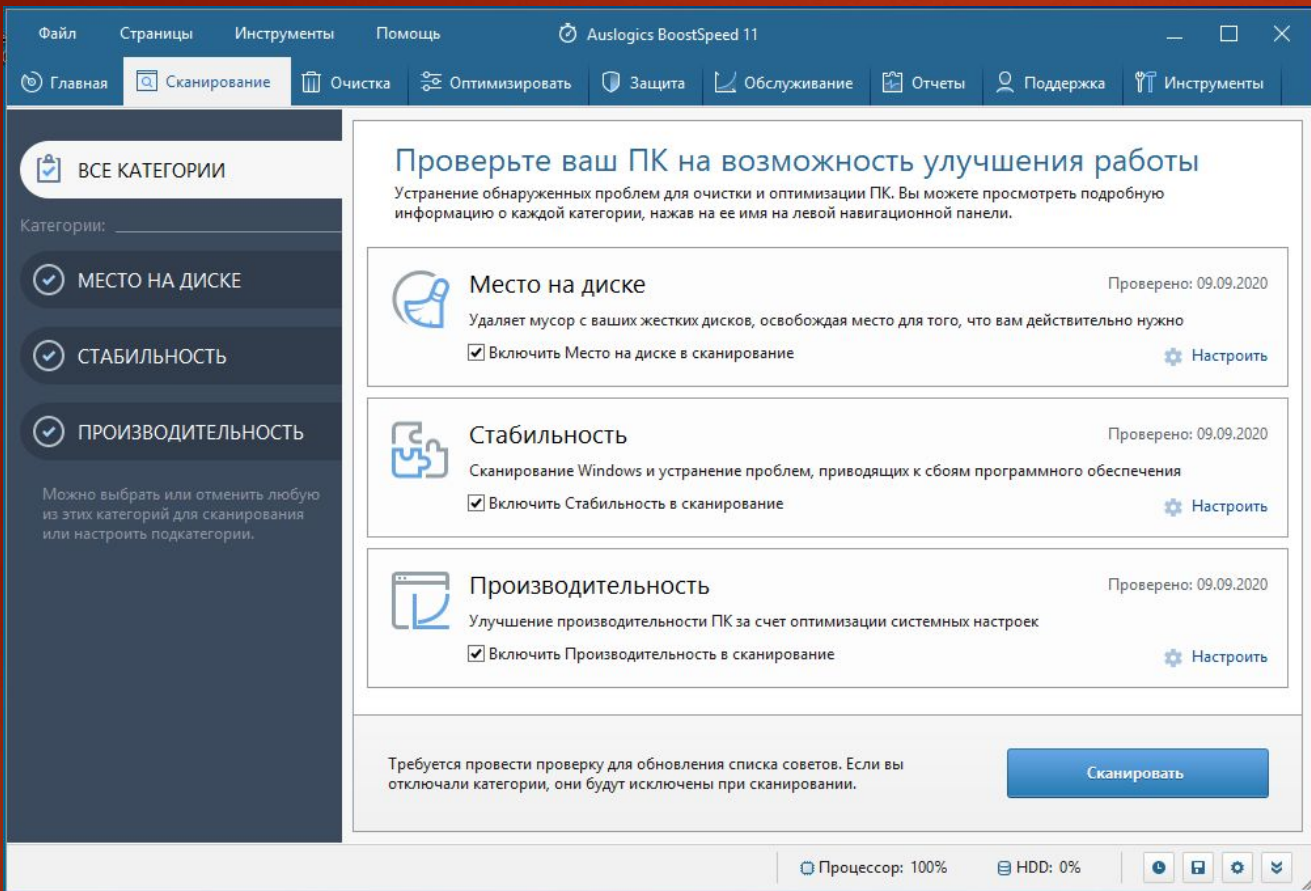 Файл Страницы Инструменты Помощь Auslogics BoostSpeed 11
Главная Сканирование Очистка Оптимизировать Защита Обслуживание Отчеты Поддержка Инструменты
ВСЕ КАТЕГОРИИ
Категории:
МЕСТО НА ДИСКЕ
СТАБИЛЬНОСТЬ
ПРОИЗВОДИТЕЛЬНОСТЬ
Можно выбрать или отменить любую
из этих категорий для сканирования
или настроить подкатегории.
Проверьте ваш ПК на возможность улучшения работы
Устранение обнаруженных проблем для очистки и оптимизации ПК. Вы можете просмотреть подробную
информацию о каждой категории, нажав на ее имя на левой навигационной панели.
Место на диске
Проверено: 09.09.2020
Удаляет мусор с ваших жестких дисков, освобождая место для того, что вам действительно нужно
Включить Место на диске в сканирование
Настроить
Стабильность
Проверено: 09.09.2020
Сканирование Windows и устранение проблем, приводящих к сбоям программного обеспечения
Включить Стабильность в сканирование
Настроить
Производительность
Проверено: 09.09.2020
Улучшение производительности ПК за счет оптимизации системных настроек
Включить Производительность в сканирование
Настроить
Требуется провести проверку для обновления списка советов. Если вы
отключали категории, они будут исключены при сканировании.
Сканировать
Процессор: 100% HDD: 0%